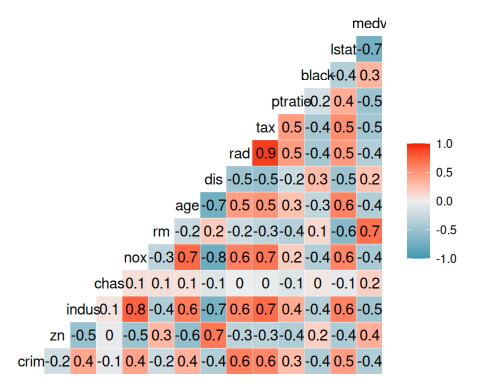 medv
lstat -0.7
black -0.4 0.3
ptratio -0.2 0.4 -0.5
tax 0.5 -0.4 0.5 -0.5
rad 0.9 0.5 -0.4 0.5 -0.4
dis -0.5 -0.5 -0.2 0.3 -0.5 0.2
age -0.7 0.5 0.5 0.3 -0.3 0.6 -0.4
rm -0.2 0.2 -0.2 -0.3 -0.4 0.1 -0.6 0.7
nox -0.3 0.7 -0.8 0.6 0.7 0.2 -0.4 0.6 -0.4
chas 0.1 0.1 0.1 -0.1 0 0 -0.1 0 -0.1 0.2
indus 0.1 0.8 -0.4 0.6 -0.7 0.6 0.7 0.4 -0.4 0.6 -0.5
zn -0.5 0 -0.5 0.3 -0.6 0.7 -0.3 -0.3 -0.4 0.2 -0.4 0.4
crim -0.2 0.4 -0.1 0.4 -0.2 0.4 -0.4 0.6 0.6 0.3 -0.4 0.5 -0.4
1.0
0.5
0.0
-0.5
-1.0